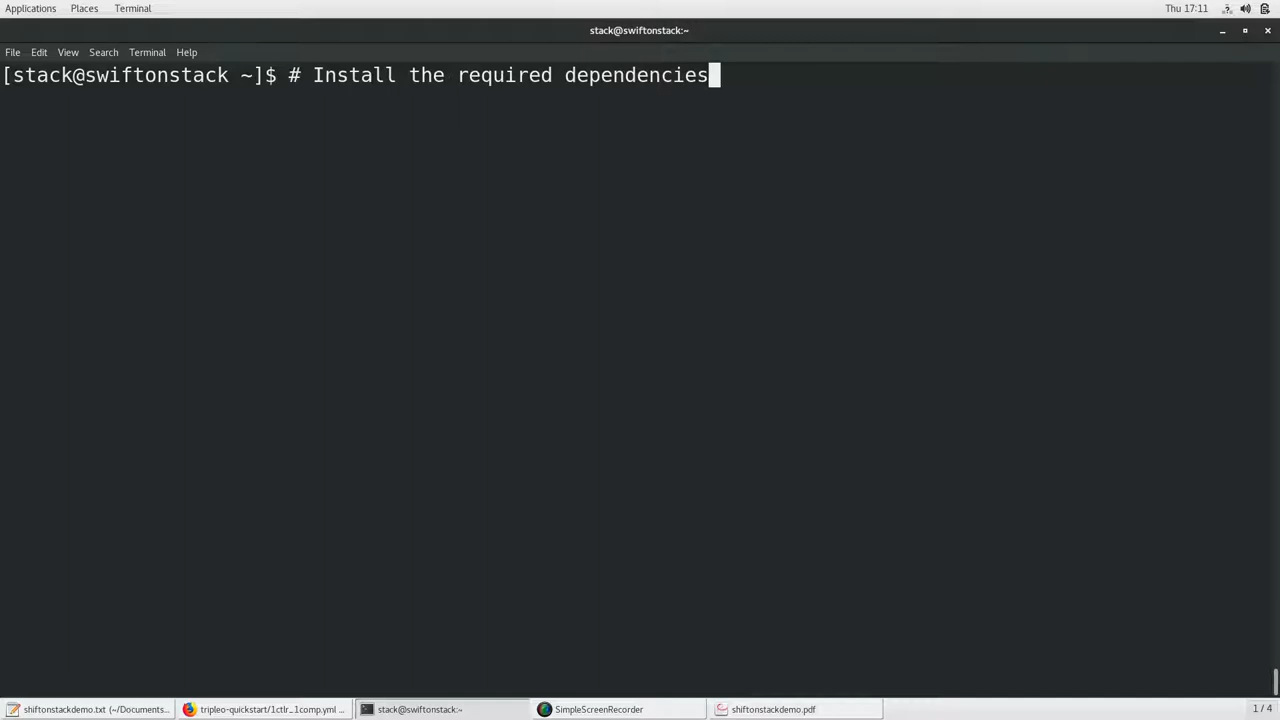 Applications Places Terminal Thu 17:11
stack@swiftonstack:~
File Edit View Search Terminal Help
[stack@swiftonstack ~]$ # Install the required dependencies
shiftonstackdemo.txt (~/Documents... tripleo-quickstart/1ctlr_1comp.yml ... stack@swiftonstack:~ SimpleScreenRecorder shiftonstackdemo.pdf 1 / 4